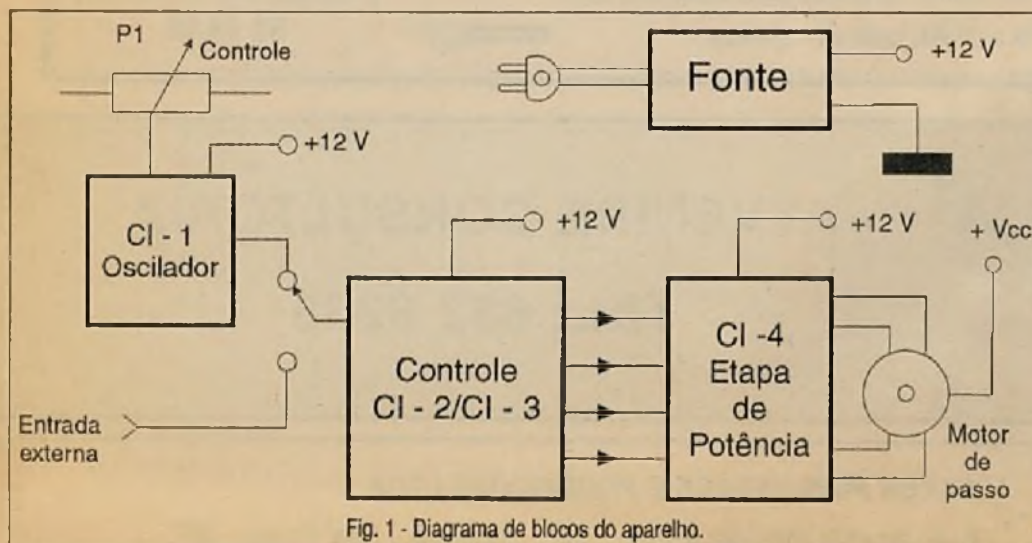 P1
Controle
+12 V
Fonte
+12 V
CI - 1
Oscilador
+12 V
+12 V
+ Vcc
Controle
CI - 2/CI - 3
CI -4
Etapa
de
Potência
Entrada
externa
Motor
de
passo
Fig. 1 - Diagrama de blocos do aparelho.